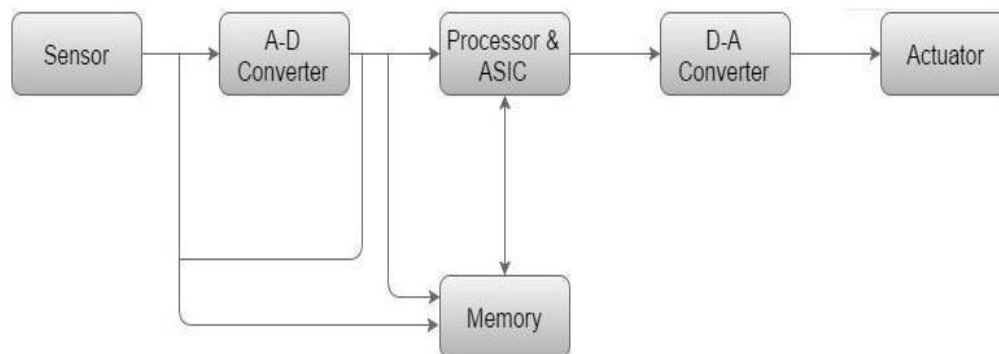 Sensor
A-D
Converter
Processor &
ASIC
D-A
Converter
Actuator
Memory